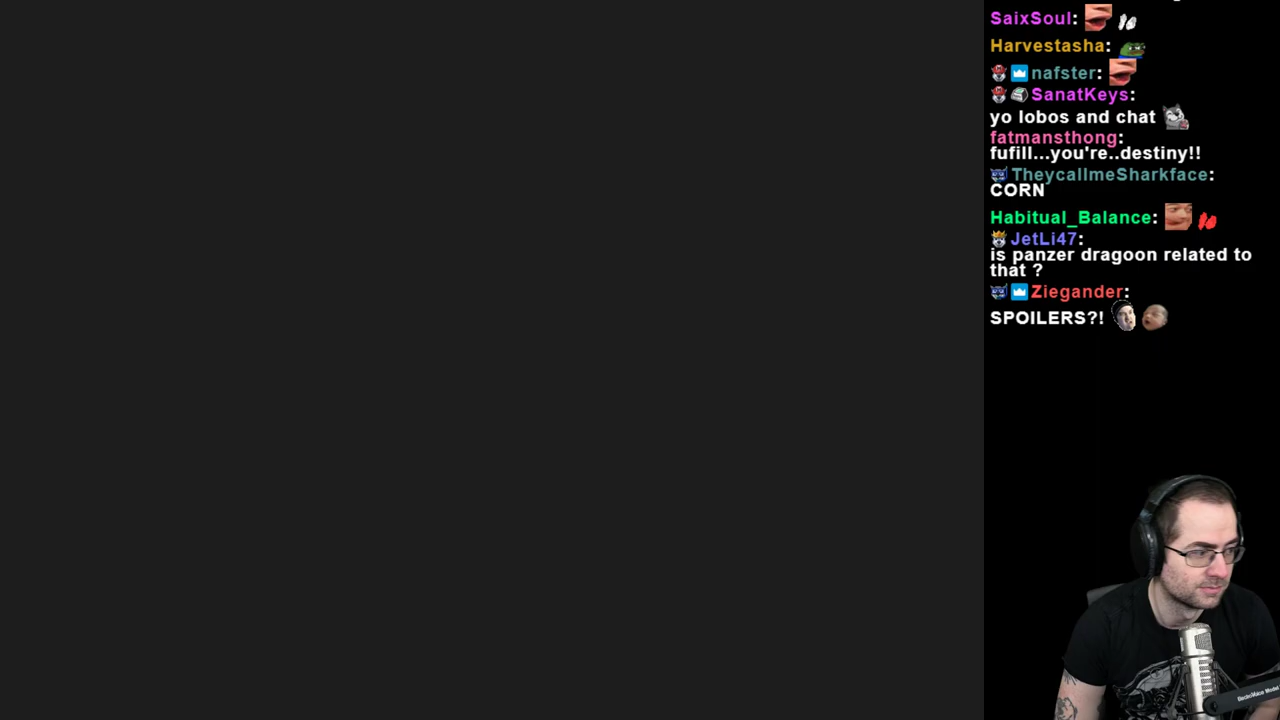 SaixSoul:
Harvestasha:
nafster:
SanatKeys:
yo lobos and chat
fatmansthong:
fufill...you're..destiny!!
TheycallmeSharkface:
CORN
Habitual_Balance:
JetLi47:
is panzer dragoon related to
that ?
Ziegander:
SPOILERS?!